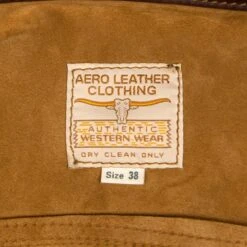 AERO LEATHER
CLOTHING
AUTHENTIC
WESTERN WEAR
DRY CLEAN ONLY
Size 38